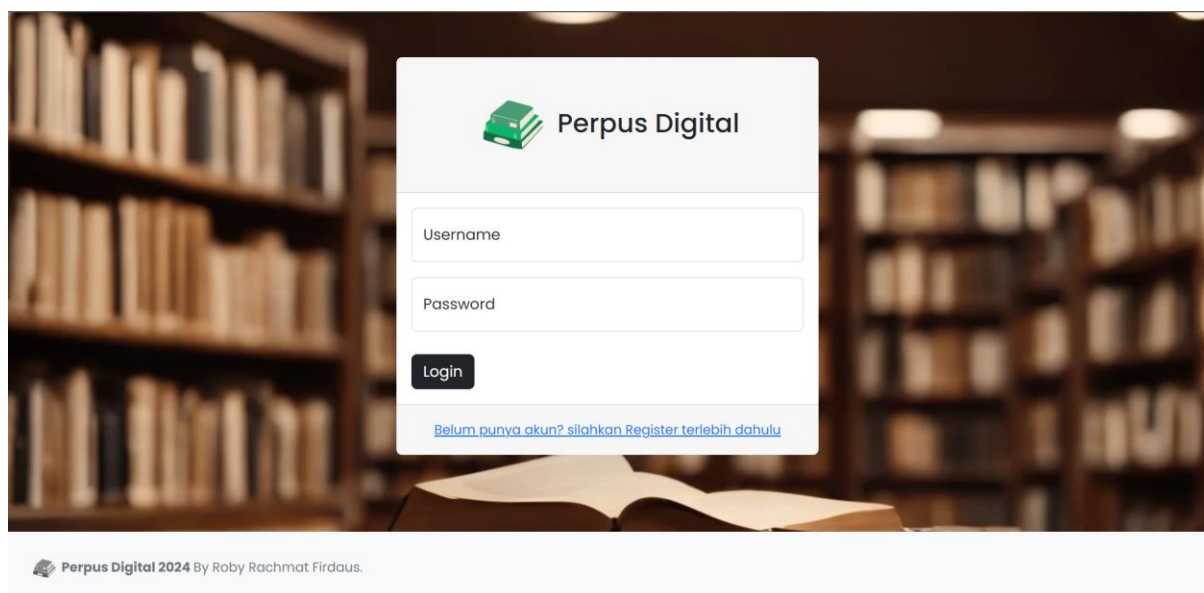 Perpus Digital
Username
Password
Login
Belum punya akun? silahkan Register terlebih dahulu
Perpus Digital 2024 By Roby Rachmat Firdaus.